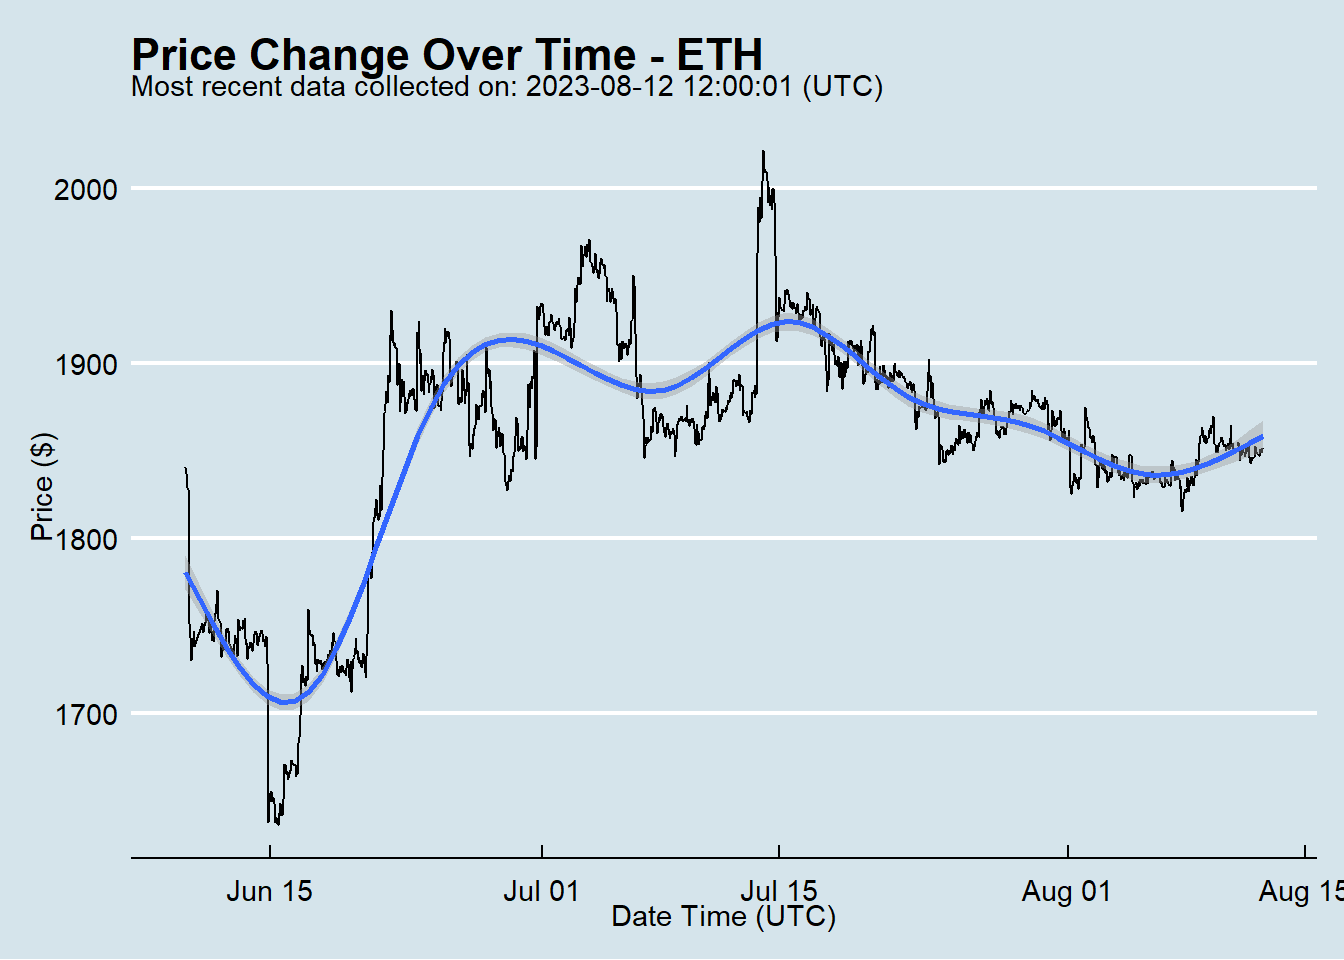 Price Change Over Time - ETH
Most recent data collected on: 2023-08-12 12:00:01 (UTC)
Price ($)
2000
1900
1800
1700
Jun 15
Jul 01
Jul 15
Aug 01
Aug 15
Date Time (UTC)